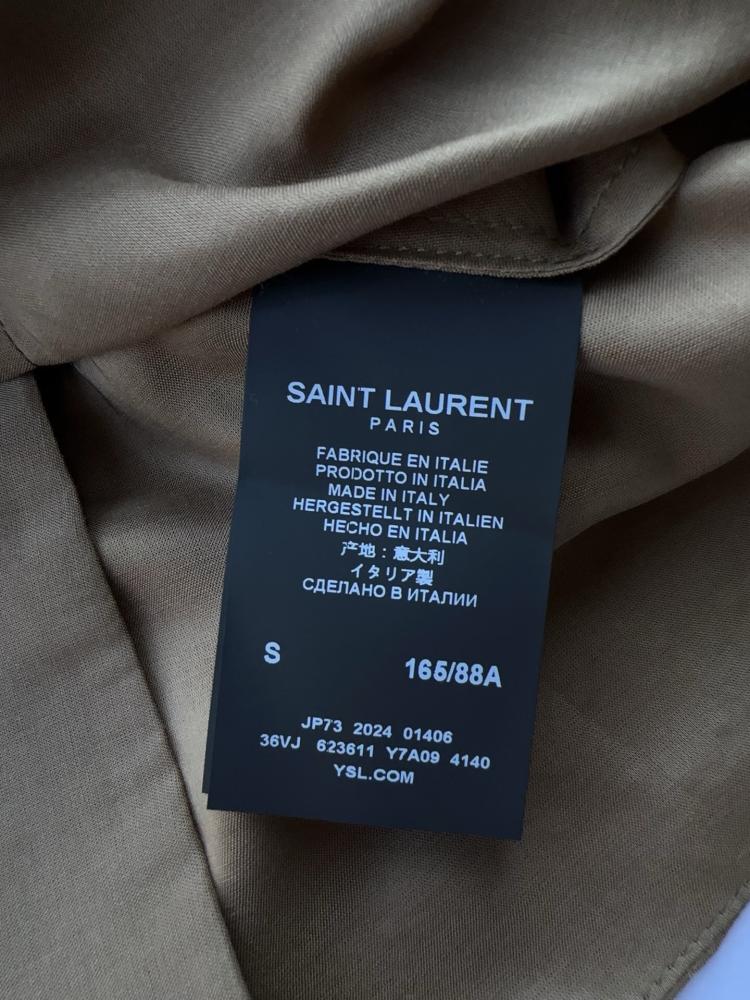 SAINT LAURENT
PARIS
FABRIQUE EN ITALIE
PRODOTTO IN ITALIA
MADE IN ITALY
HERGESTELLT IN ITALIEN
HECHO EN ITALIA
产地：意大利
イタリア製
СДЕЛАНО В ИТАЛИИ
S 165/88A
JP73 2024 01406
36VJ 623611 Y7A09 4140
YSL.COM